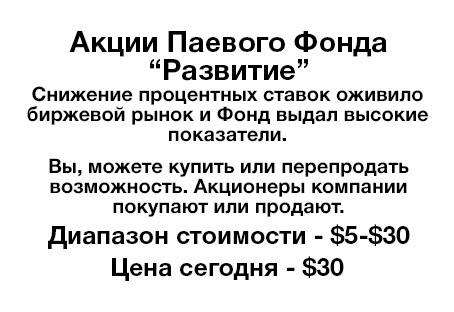 Акции Паевого Фонда
“Развитие”
Снижение процентных ставок оживило
биржевой рынок и Фонд выдал высокие
показатели.
Вы, можете купить или перепродать
возможность. Акционеры компании
покупают или продают.
Диапазон стоимости - $5-$30
Цена сегодня - $30